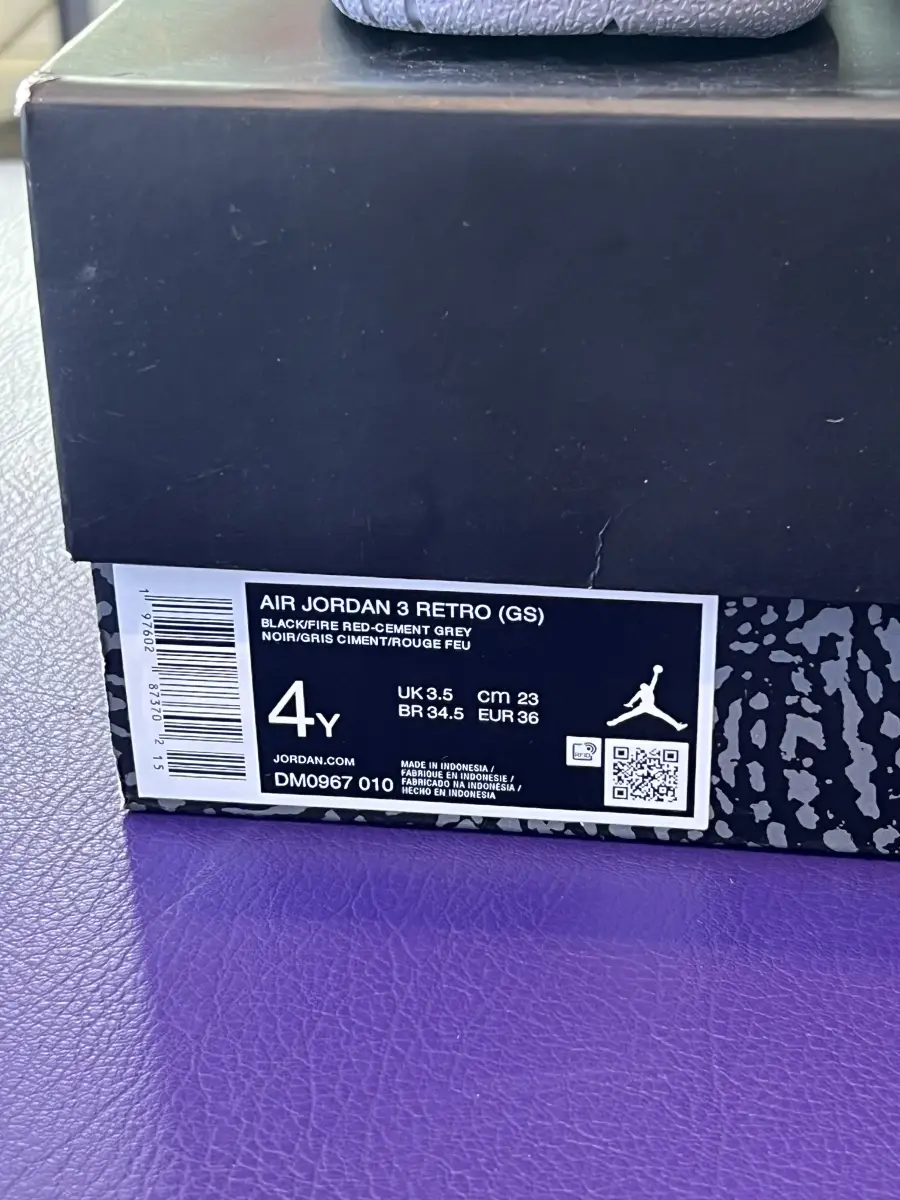 AIR JORDAN 3 RETRO (GS)
BLACK/FIRE RED-CEMENT GREY
NOIR/GRIS CIMENT/ROUGE FEU
4Y
UK 3.5 cm 23
BR 34.5 EUR 36
JORDAN.COM
DM0967 010
MADE IN INDONESIA /
FABRIQUE EN INDONESIE /
FABRICADO NA INDONÉSIA /
HECHO EN INDONESIA
RFID
1 97602 87370 2 15